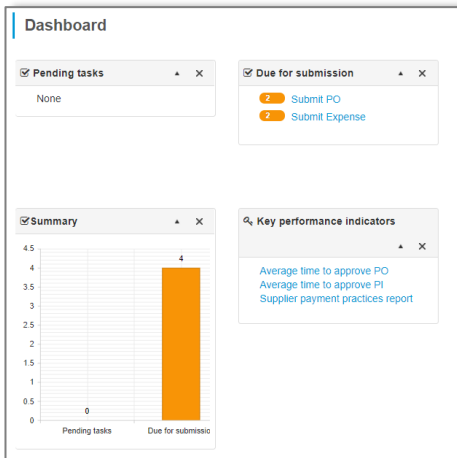 Dashboard
Pending tasks
None
Due for submission
2 Submit PO
2 Submit Expense
Summary
4.5
4
3.5
3
2.5
2
1.5
1
0.5
0
0
4
Pending tasks
Due for submissio
Key performance indicators
Average time to approve PO
Average time to approve PI
Supplier payment practices report